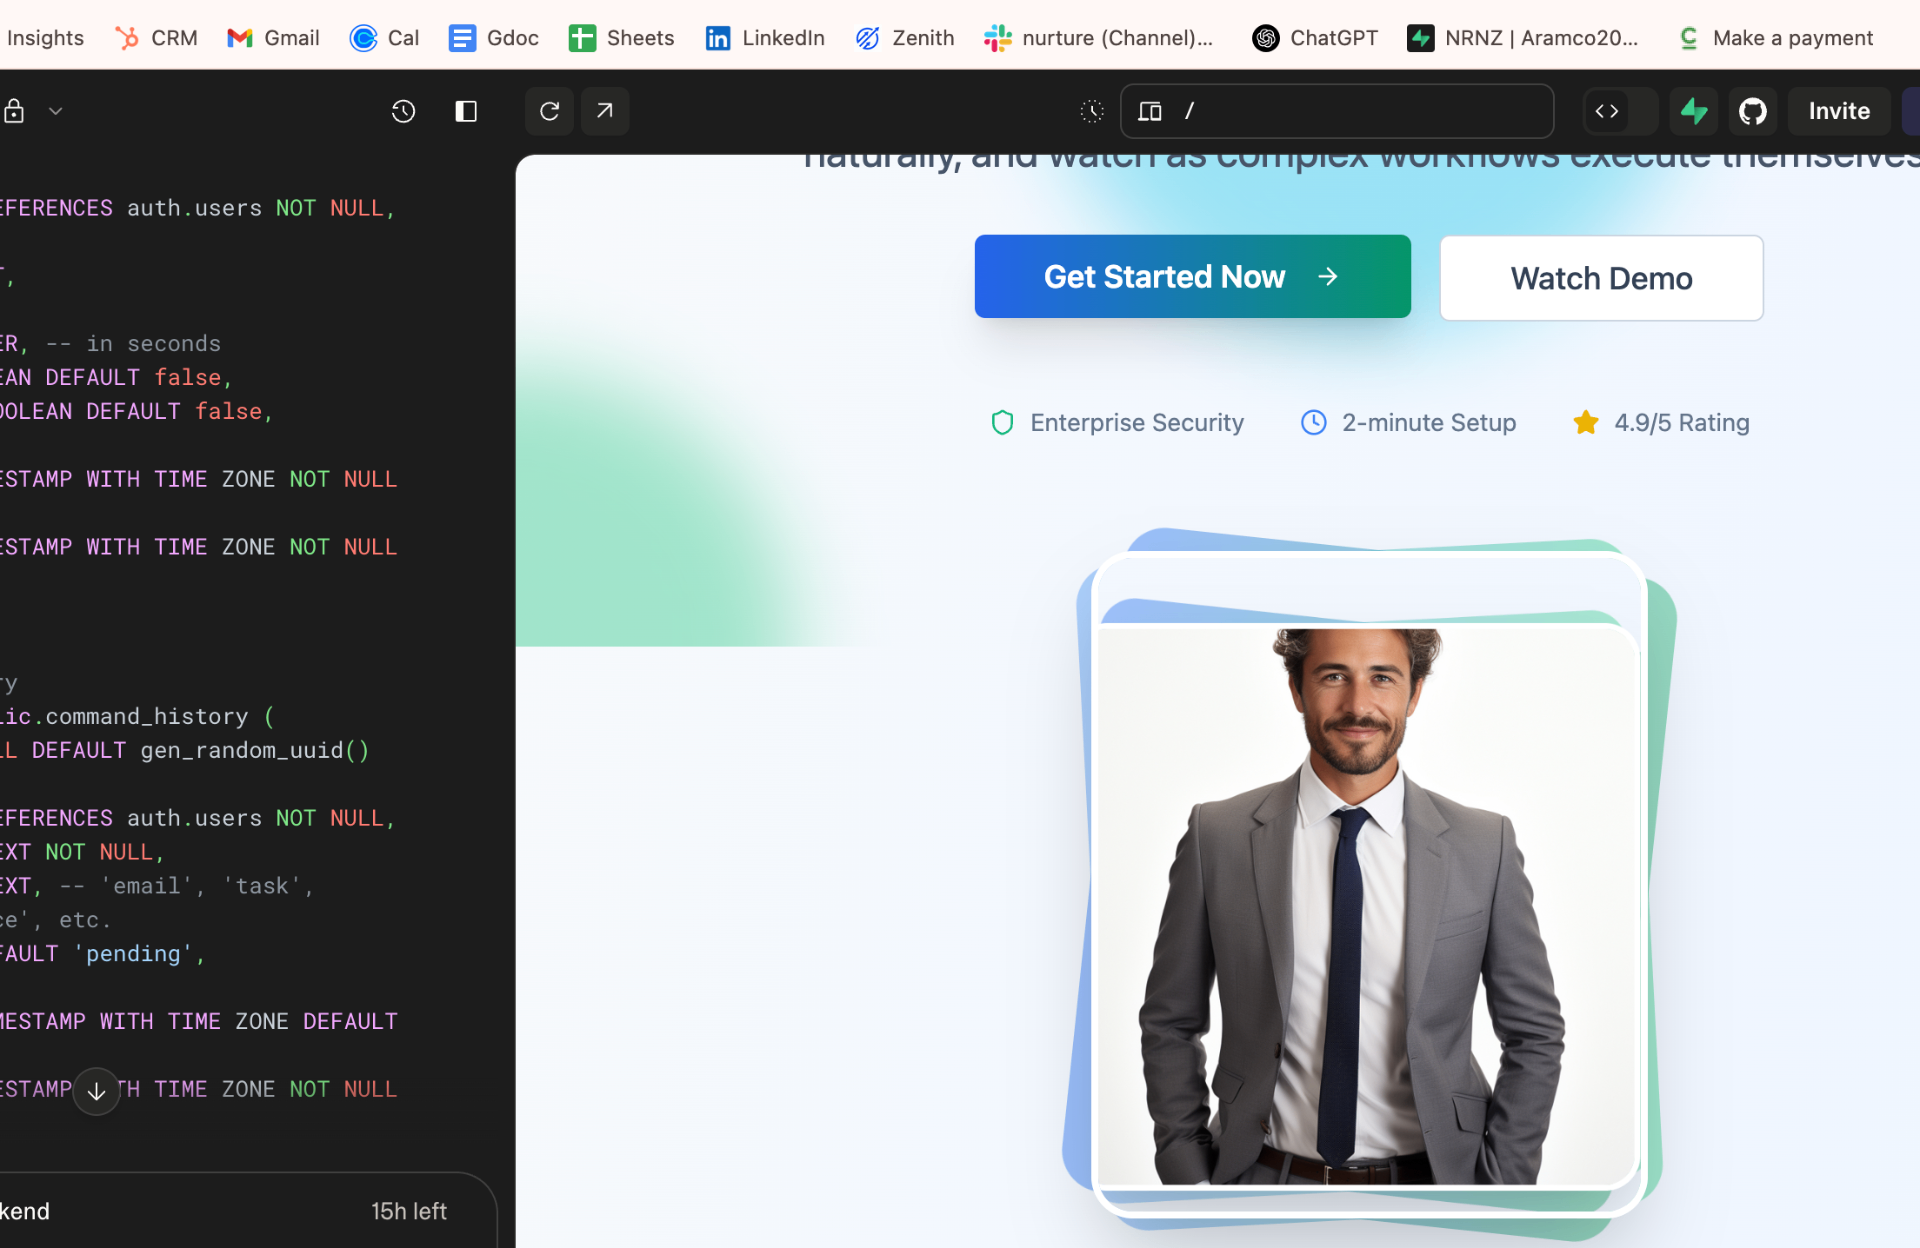 Insights CRM Gmail Cal Gdoc Sheets LinkedIn Zenith nurture (Channel)... ChatGPT NRNZ | Aramco20... Make a payment
/ Invite
EFERENCES auth.users NOT NULL,
T,
ER, -- in seconds
EAN DEFAULT false,
OOLEAN DEFAULT false,
ESTAMP WITH TIME ZONE NOT NULL
ESTAMP WITH TIME ZONE NOT NULL
ry
lic.command_history (
LL DEFAULT gen_random_uuid()
EFERENCES auth.users NOT NULL,
EXT NOT NULL,
EXT, -- 'email', 'task',
ce', etc.
FAULT 'pending',
MESTAMP WITH TIME ZONE DEFAULT
ESTAMP TH TIME ZONE NOT NULL
kend 15h left
naturally, and watch as complex workflows execute themselves
Get Started Now
Watch Demo
Enterprise Security 2-minute Setup 4.9/5 Rating